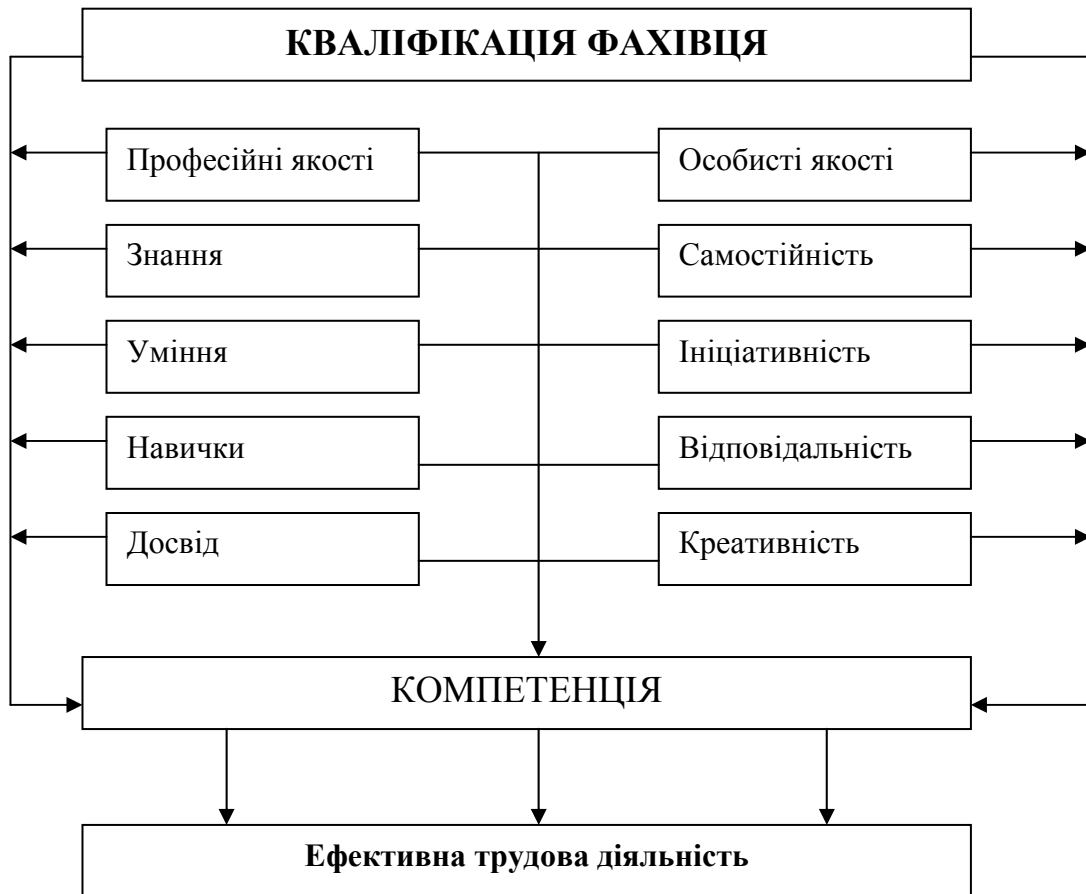 КВАЛІФІКАЦІЯ ФАХІВЦЯ
Професійні якості
Особисті якості
Знання
Самостійність
Уміння
Ініціативність
Навички
Відповідальність
Досвід
Креативність
КОМПЕТЕНЦІЯ
Ефективна трудова діяльність